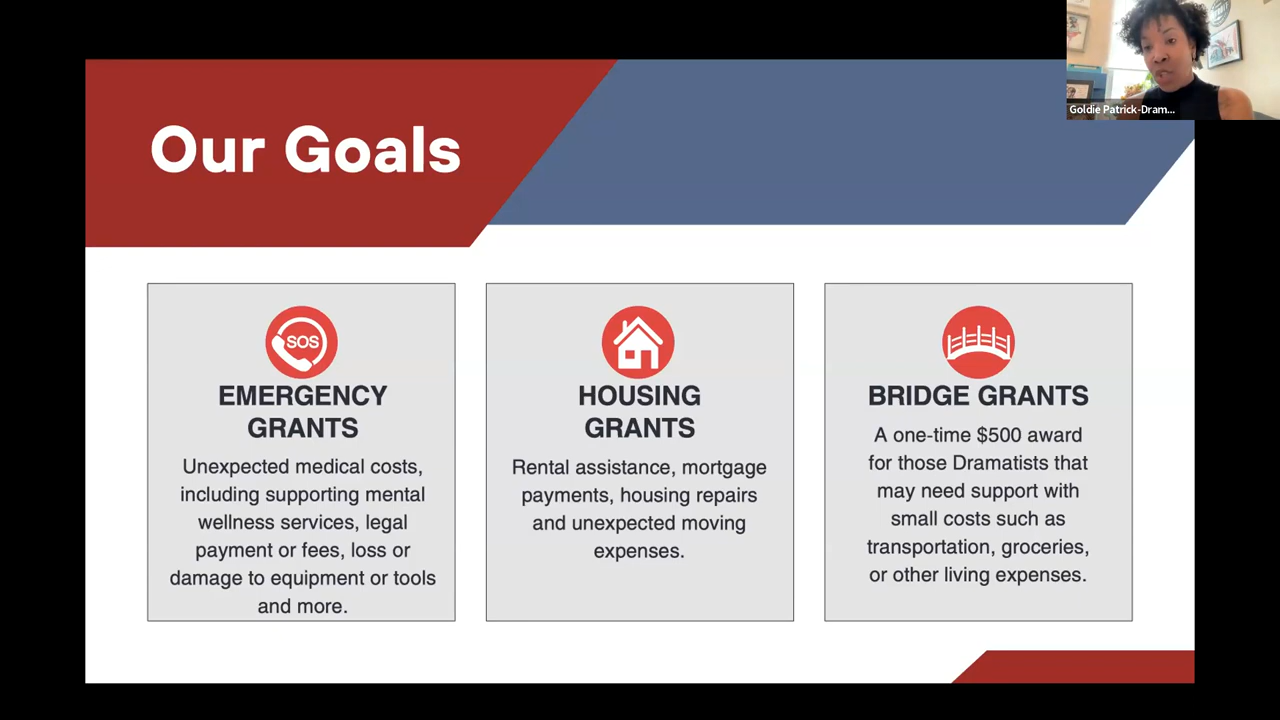 Our Goals
Goldie Patrick-Dram...
SOS
EMERGENCY
GRANTS
Unexpected medical costs,
including supporting mental
wellness services, legal
payment or fees, loss or
damage to equipment or tools
and more.
HOUSING
GRANTS
Rental assistance, mortgage
payments, housing repairs
and unexpected moving
expenses.
BRIDGE GRANTS
A one-time $500 award
for those Dramatists that
may need support with
small costs such as
transportation, groceries,
or other living expenses.